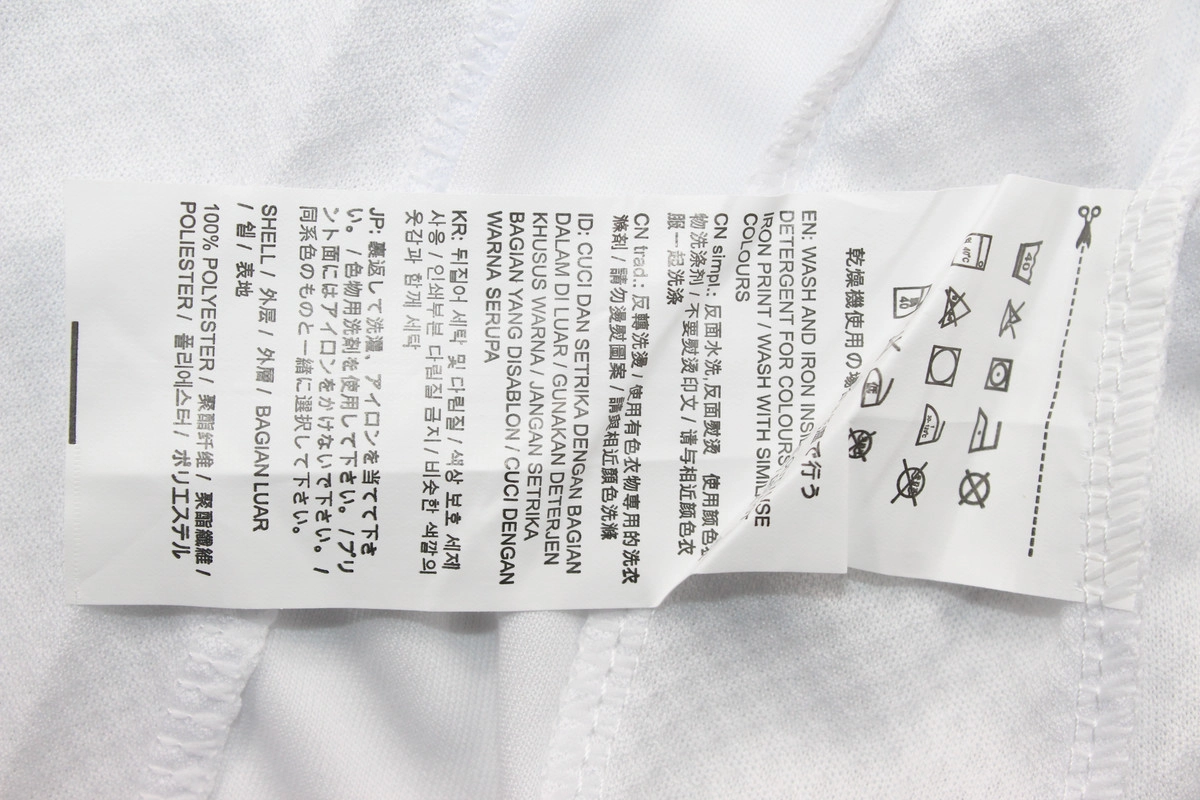 40
40℃
40
低
乾燥機使用の場
で行う
EN: WASH AND IRON INSI
DETERGENT FOR COLOURS
IRON PRINT / WASH WITH SIMI SE
COLOURS
CN simpl.: 反面水洗,反面熨烫 使用颜色
物洗涤剂 / 不要熨烫印文 / 请与相近颜色衣
服一起洗涤
CN trad.: 反轉洗燙 / 使用有色衣物專用的洗衣
滌劑 / 請勿燙熨圖案 / 請與相近顏色洗滌
ID: CUCI DAN SETRIKA DENGAN BAGIAN
DALAM DI LUAR / GUNAKAN DETERJEN
KHUSUS WARNA / JANGAN SETRIKA
BAGIAN YANG DISABLON / CUCI DENGAN
WARNA SERUPA
KR: 뒤집어 세탁 및 다림질 / 색상 보호 세제
사용 / 인쇄부분 다림질 금지 / 비슷한 색깔의
옷감과 함께 세탁
JP: 裏返して洗濯、アイロンを当てて下さ
い。 / 色物用洗剤を使用して下さい。 / プリ
ント面にはアイロンをかけないで下さい。 /
同系色のものと一緒に選択して下さい。
SHELL / 外层 / 外層 / BAGIAN LUAR
/ 쉘 / 表地
100% POLYESTER / 聚酯纤维 / 聚酯纖維 /
POLIESTER / 폴리에스터 / ポリエステル